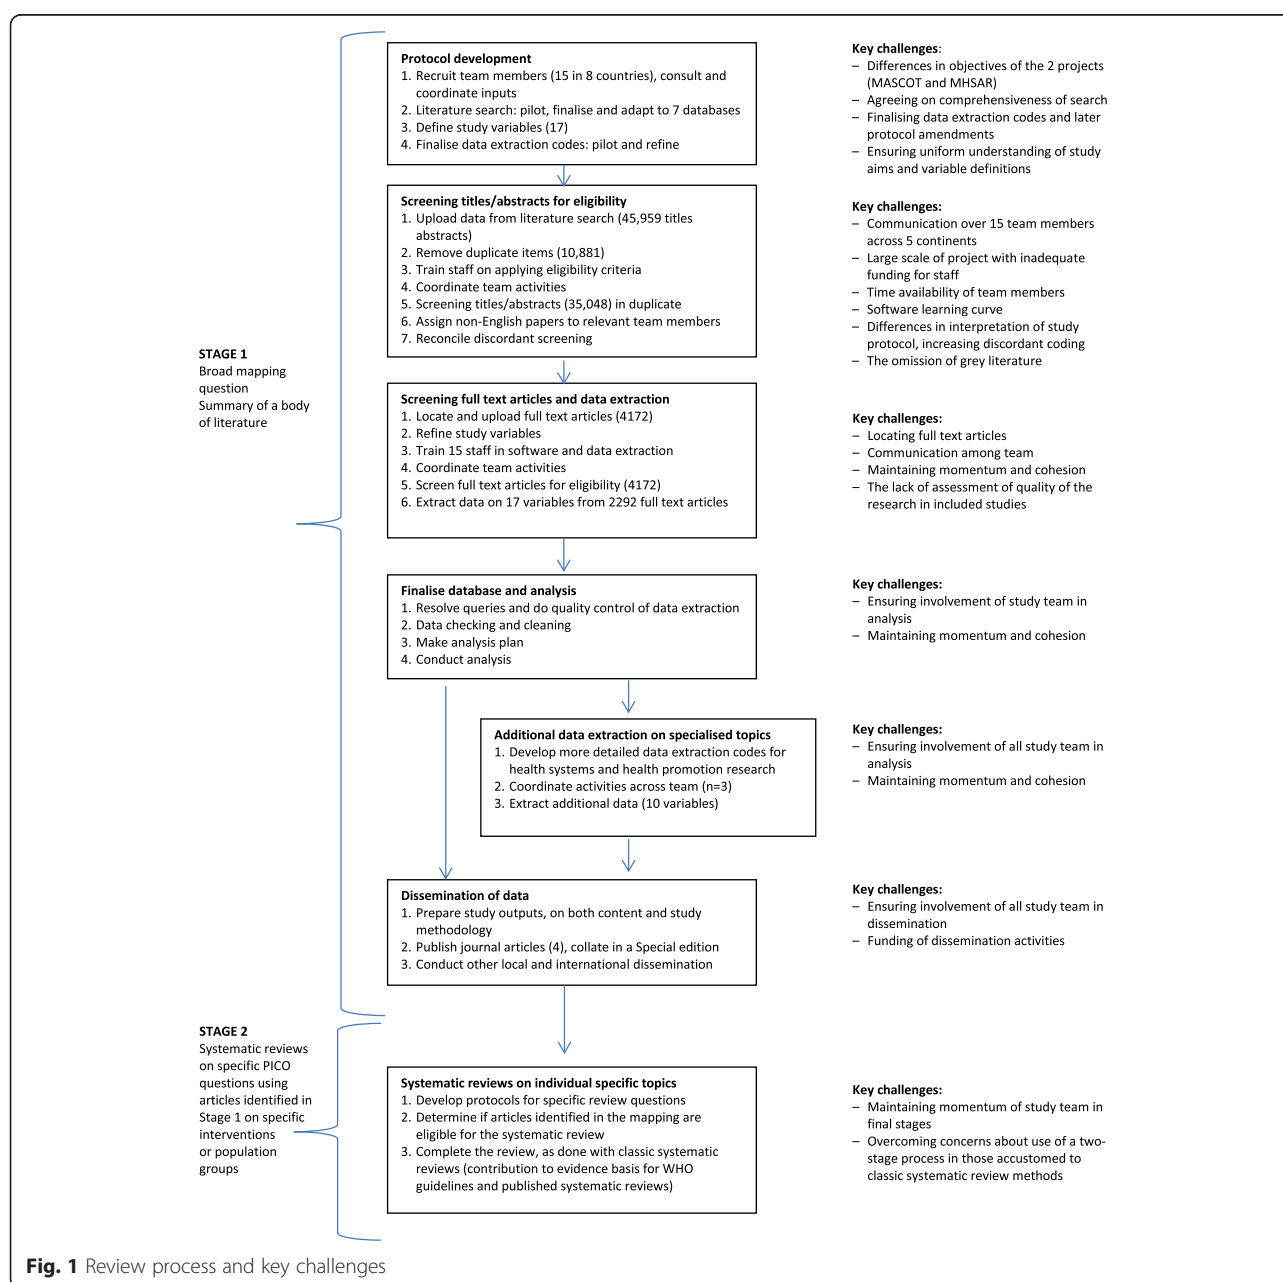 Protocol development
1. Recruit team members (15 in 8 countries), consult and
coordinate inputs
2. Literature search: pilot, finalise and adapt to 7 databases
3. Define study variables (17)
4. Finalise data extraction codes: pilot and refine
Key challenges:
– Differences in objectives of the 2 projects
(MASCOT and MHSAR)
– Agreeing on comprehensiveness of search
– Finalising data extraction codes and later
protocol amendments
– Ensuring uniform understanding of study
aims and variable definitions
Screening titles/abstracts for eligibility
1. Upload data from literature search (45,959 titles
abstracts)
2. Remove duplicate items (10,881)
3. Train staff on applying eligibility criteria
4. Coordinate team activities
5. Screening titles/abstracts (35,048) in duplicate
6. Assign non-English papers to relevant team members
7. Reconcile discordant screening
Key challenges:
– Communication over 15 team members
across 5 continents
– Large scale of project with inadequate
funding for staff
– Time availability of team members
– Software learning curve
– Differences in interpretation of study
protocol, increasing discordant coding
– The omission of grey literature
STAGE 1
Broad mapping
question
Summary of a body
of literature
Screening full text articles and data extraction
1. Locate and upload full text articles (4172)
2. Refine study variables
3. Train 15 staff in software and data extraction
4. Coordinate team activities
5. Screen full text articles for eligibility (4172)
6. Extract data on 17 variables from 2292 full text articles
Key challenges:
– Locating full text articles
– Communication among team
– Maintaining momentum and cohesion
– The lack of assessment of quality of the
research in included studies
Finalise database and analysis
1. Resolve queries and do quality control of data extraction
2. Data checking and cleaning
3. Make analysis plan
4. Conduct analysis
Key challenges:
– Ensuring involvement of study team in
analysis
– Maintaining momentum and cohesion
Additional data extraction on specialised topics
1. Develop more detailed data extraction codes for
health systems and health promotion research
2. Coordinate activities across team (n=3)
3. Extract additional data (10 variables)
Key challenges:
– Ensuring involvement of all study team in
analysis
– Maintaining momentum and cohesion
Dissemination of data
1. Prepare study outputs, on both content and study
methodology
2. Publish journal articles (4), collate in a Special edition
3. Conduct other local and international dissemination
Key challenges:
– Ensuring involvement of all study team in
dissemination
– Funding of dissemination activities
STAGE 2
Systematic reviews
on specific PICO
questions using
articles identified in
Stage 1 on specific
interventions
or population
groups
Systematic reviews on individual specific topics
1. Develop protocols for specific review questions
2. Determine if articles identified in the mapping are
eligible for the systematic review
3. Complete the review, as done with classic systematic
reviews (contribution to evidence basis for WHO
guidelines and published systematic reviews)
Key challenges:
– Maintaining momentum of study team in
final stages
– Overcoming concerns about use of a two-
stage process in those accustomed to
classic systematic review methods
Fig. 1 Review process and key challenges